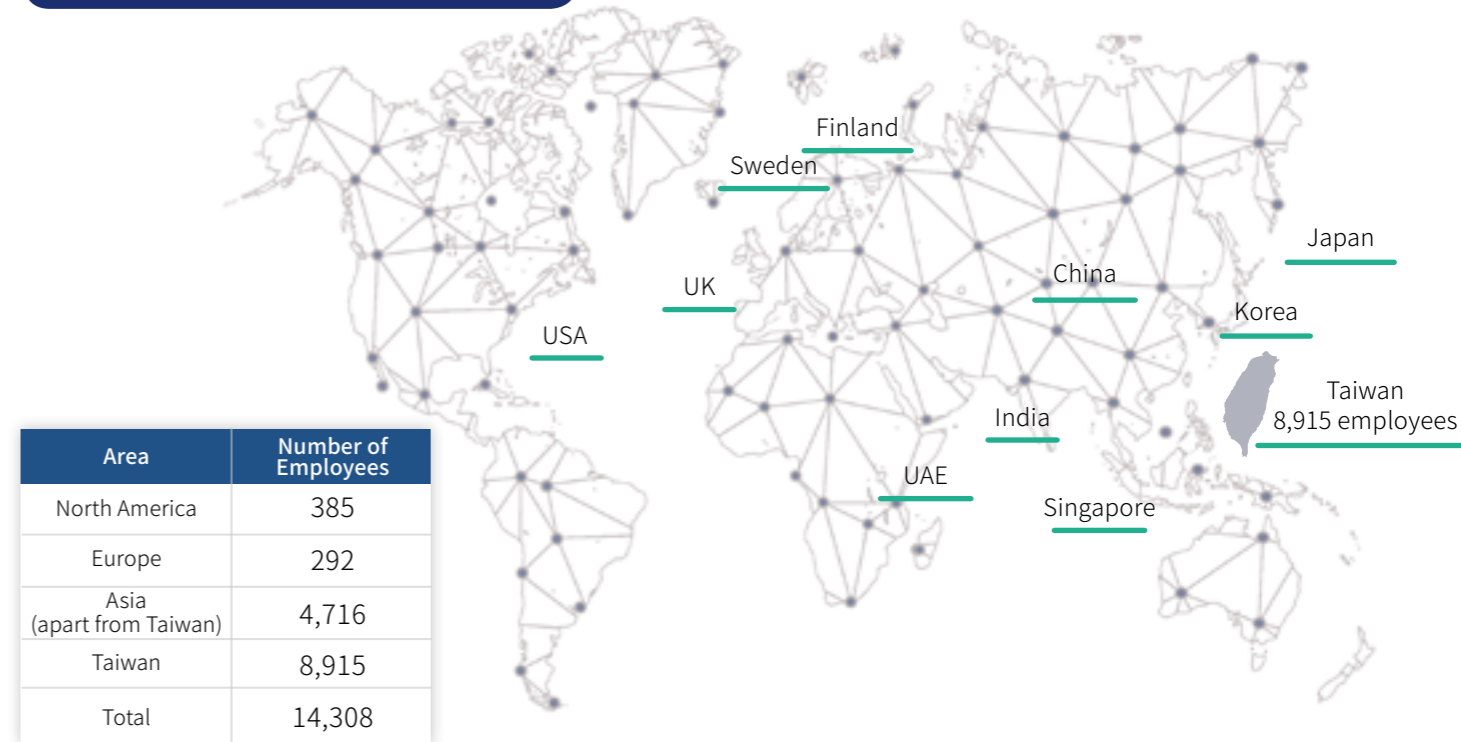 Finland
Sweden
Japan
China
UK
Korea
USA
Taiwan
8,915 employees
India
UAE
Singapore
Area Number of
Employees
North America 385
Europe 292
Asia
(apart from Taiwan) 4,716
Taiwan 8,915
Total 14,308